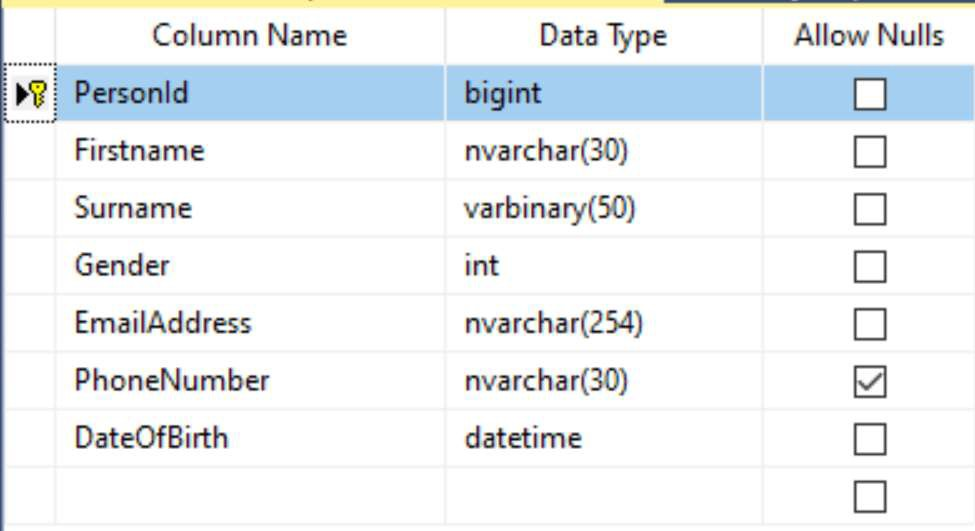 Column Name Data Type Allow Nulls
PersonId bigint
Firstname nvarchar(30)
Surname varbinary(50)
Gender int
EmailAddress nvarchar(254)
PhoneNumber nvarchar(30)
DateOfBirth datetime